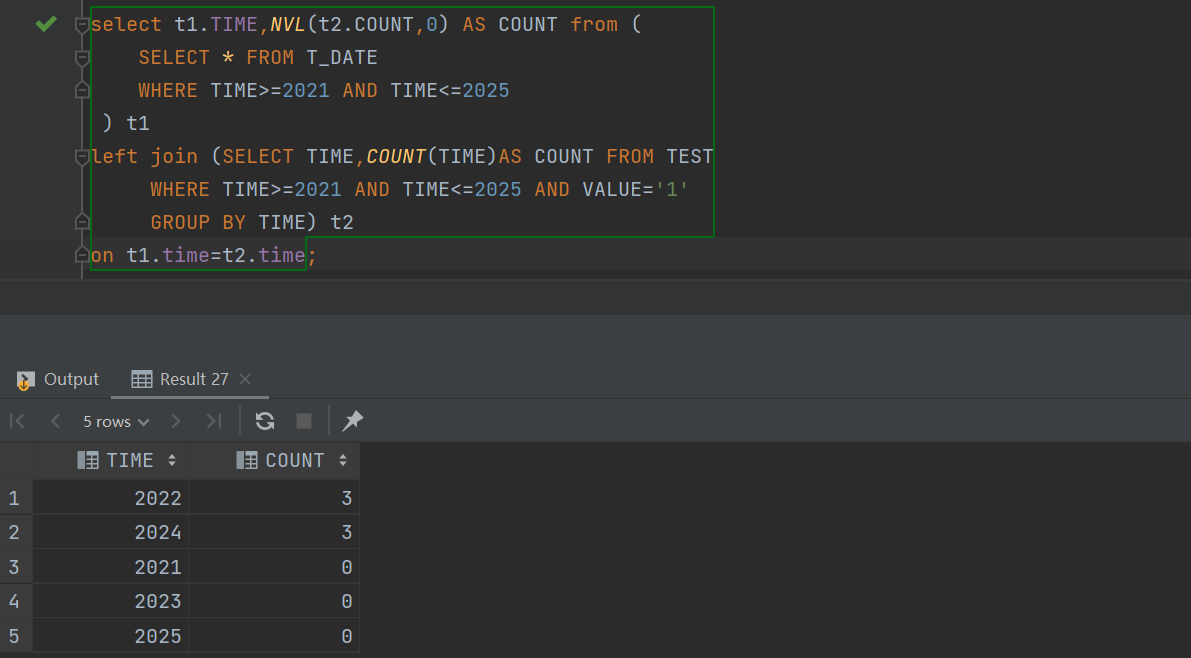 select t1.TIME,NVL(t2.COUNT,0) AS COUNT from (
SELECT * FROM T_DATE
WHERE TIME>=2021 AND TIME<=2025
) t1
left join (SELECT TIME,COUNT(TIME)AS COUNT FROM TEST
WHERE TIME>=2021 AND TIME<=2025 AND VALUE='1'
GROUP BY TIME) t2
on t1.time=t2.time;
Output Result 27
5 rows
TIME COUNT
1 2022 3
2 2024 3
3 2021 0
4 2023 0
5 2025 0